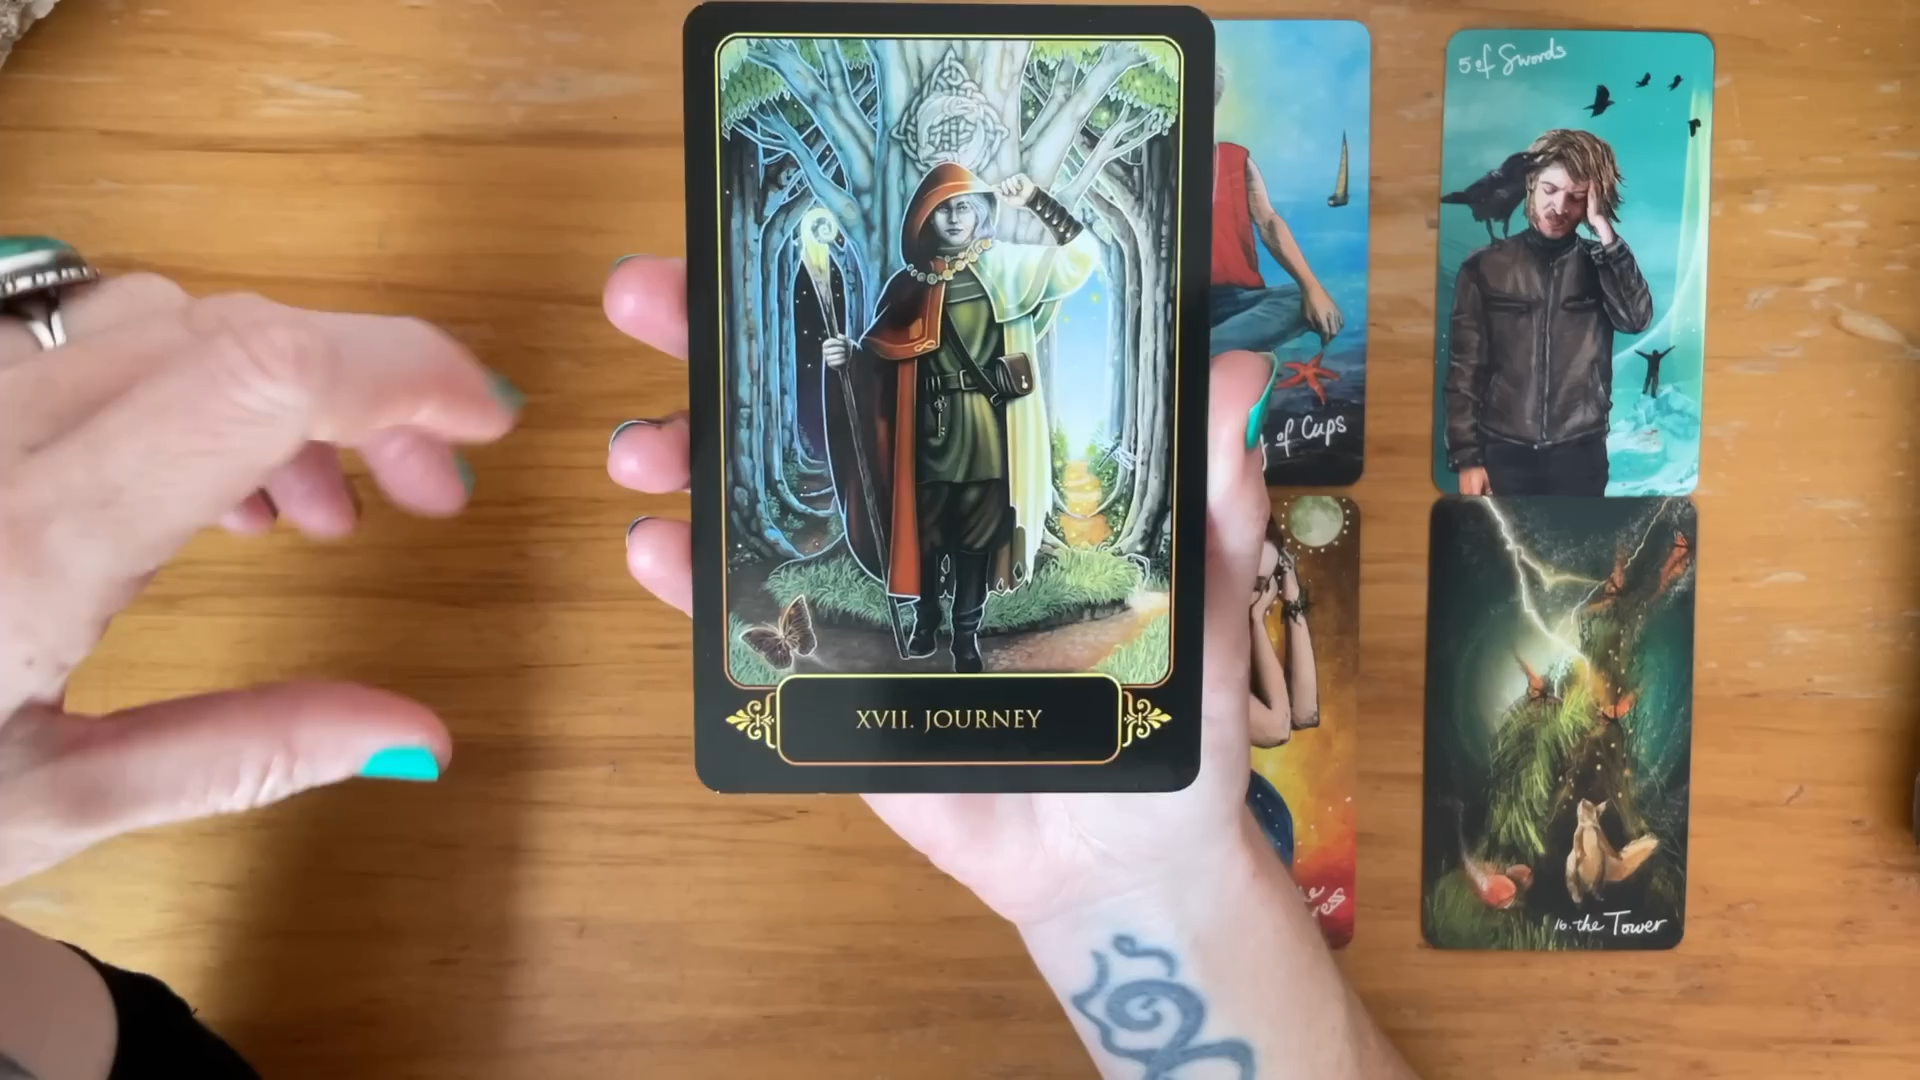 XVII. JOURNEY
of Cups
5 of Swords
16. the Tower